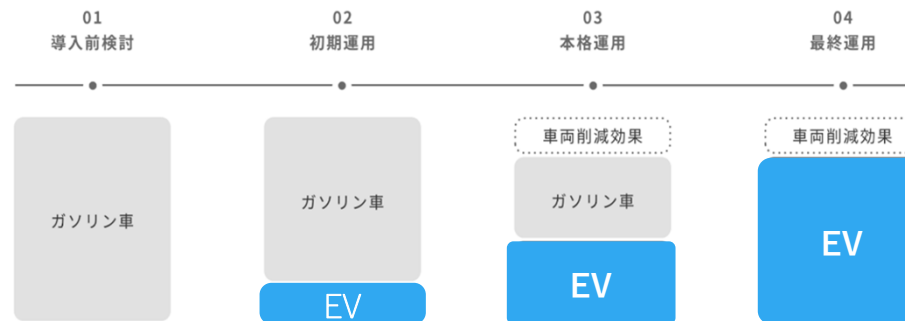 01
導入前検討
02
初期運用
03
本格運用
04
最終運用
ガソリン車
ガソリン車
EV
車両削減効果
ガソリン車
EV
車両削減効果
EV